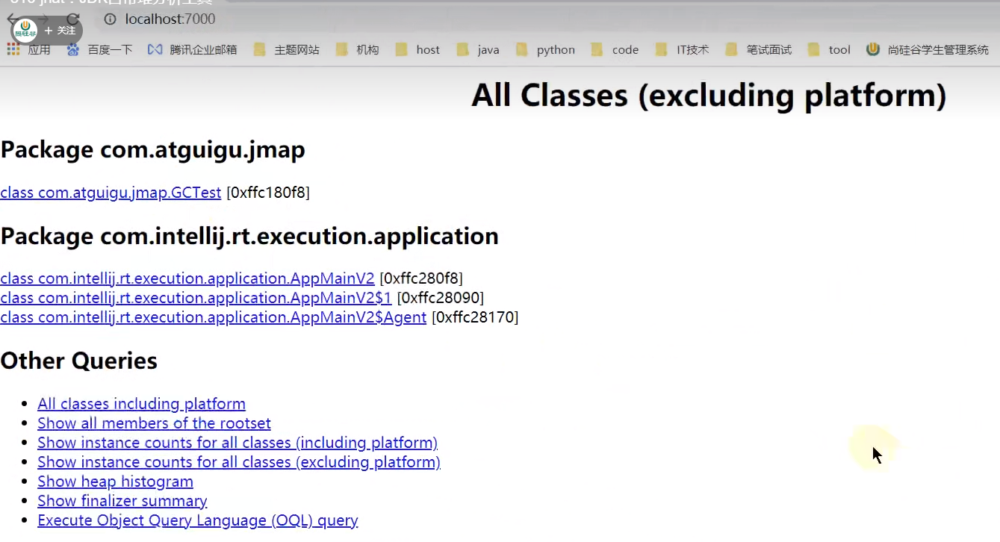 localhost:7000
+ 关注
应用 百度一下 腾讯企业邮箱 主题网站 机构 host java python code IT技术 笔试面试 tool 尚硅谷学生管理系统
All Classes (excluding platform)
Package com.atguigu.jmap
class com.atguigu.jmap.GCTest [0xffc180f8]
Package com.intellij.rt.execution.application
class com.intellij.rt.execution.application.AppMainV2 [0xffc280f8]
class com.intellij.rt.execution.application.AppMainV2$1 [0xffc28090]
class com.intellij.rt.execution.application.AppMainV2$Agent [0xffc28170]
Other Queries
• All classes including platform
• Show all members of the rootset
• Show instance counts for all classes (including platform)
• Show instance counts for all classes (excluding platform)
• Show heap histogram
• Show finalizer summary
• Execute Object Query Language (OQL) query